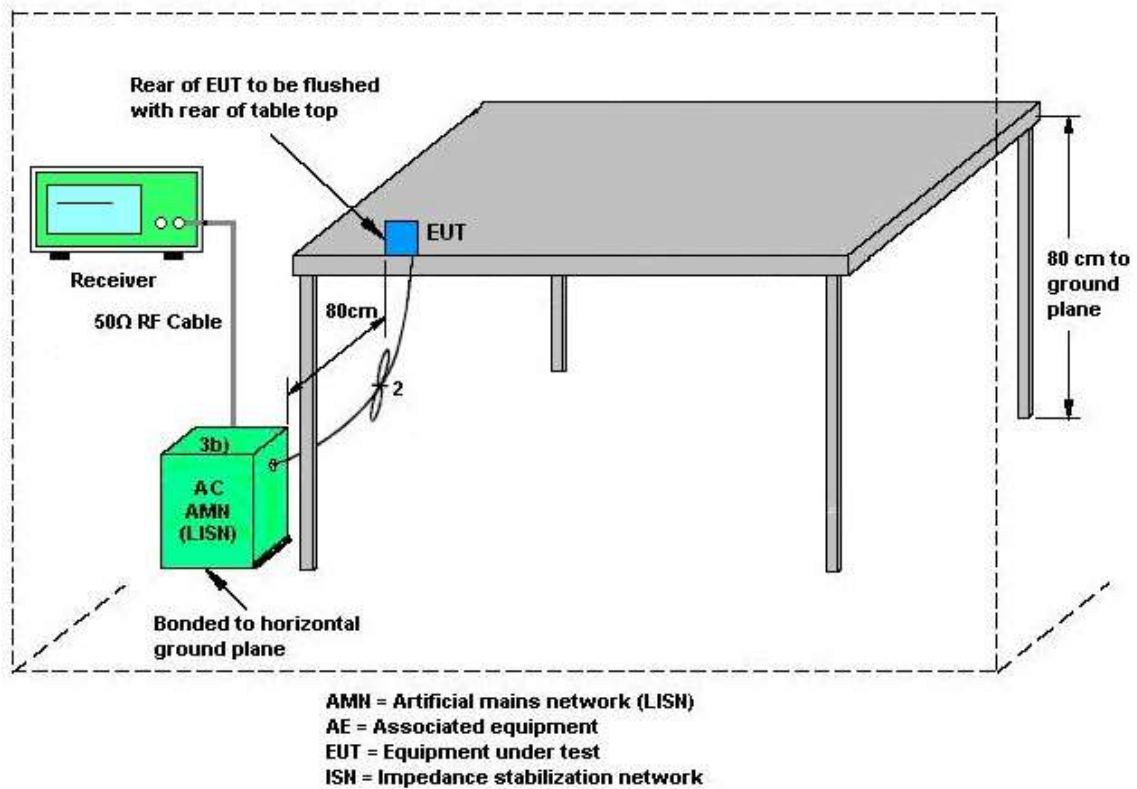 Rear of EUT to be flushed
with rear of table top
EUT
Receiver
50Ω RF Cable
80cm
2
80 cm to
ground
plane
3b)
AC
AMN
(LISN)
Bonded to horizontal
ground plane
AMN = Artificial mains network (LISN)
AE = Associated equipment
EUT = Equipment under test
ISN = Impedance stabilization network